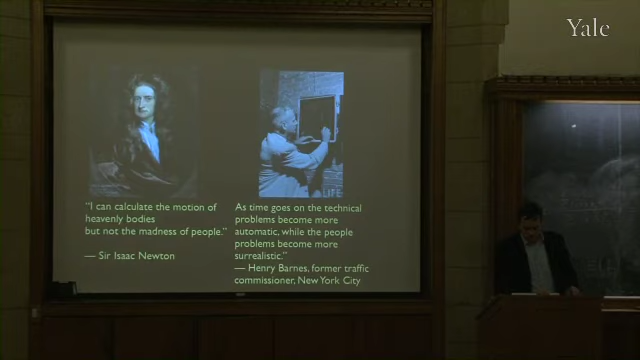 Yale
LIFE
"I can calculate the motion of
heavenly bodies
but not the madness of people."
— Sir Isaac Newton
As time goes on the technical
problems become more
automatic, while the people
problems become more
surrealistic."
— Henry Barnes, former traffic
commissioner, New York City